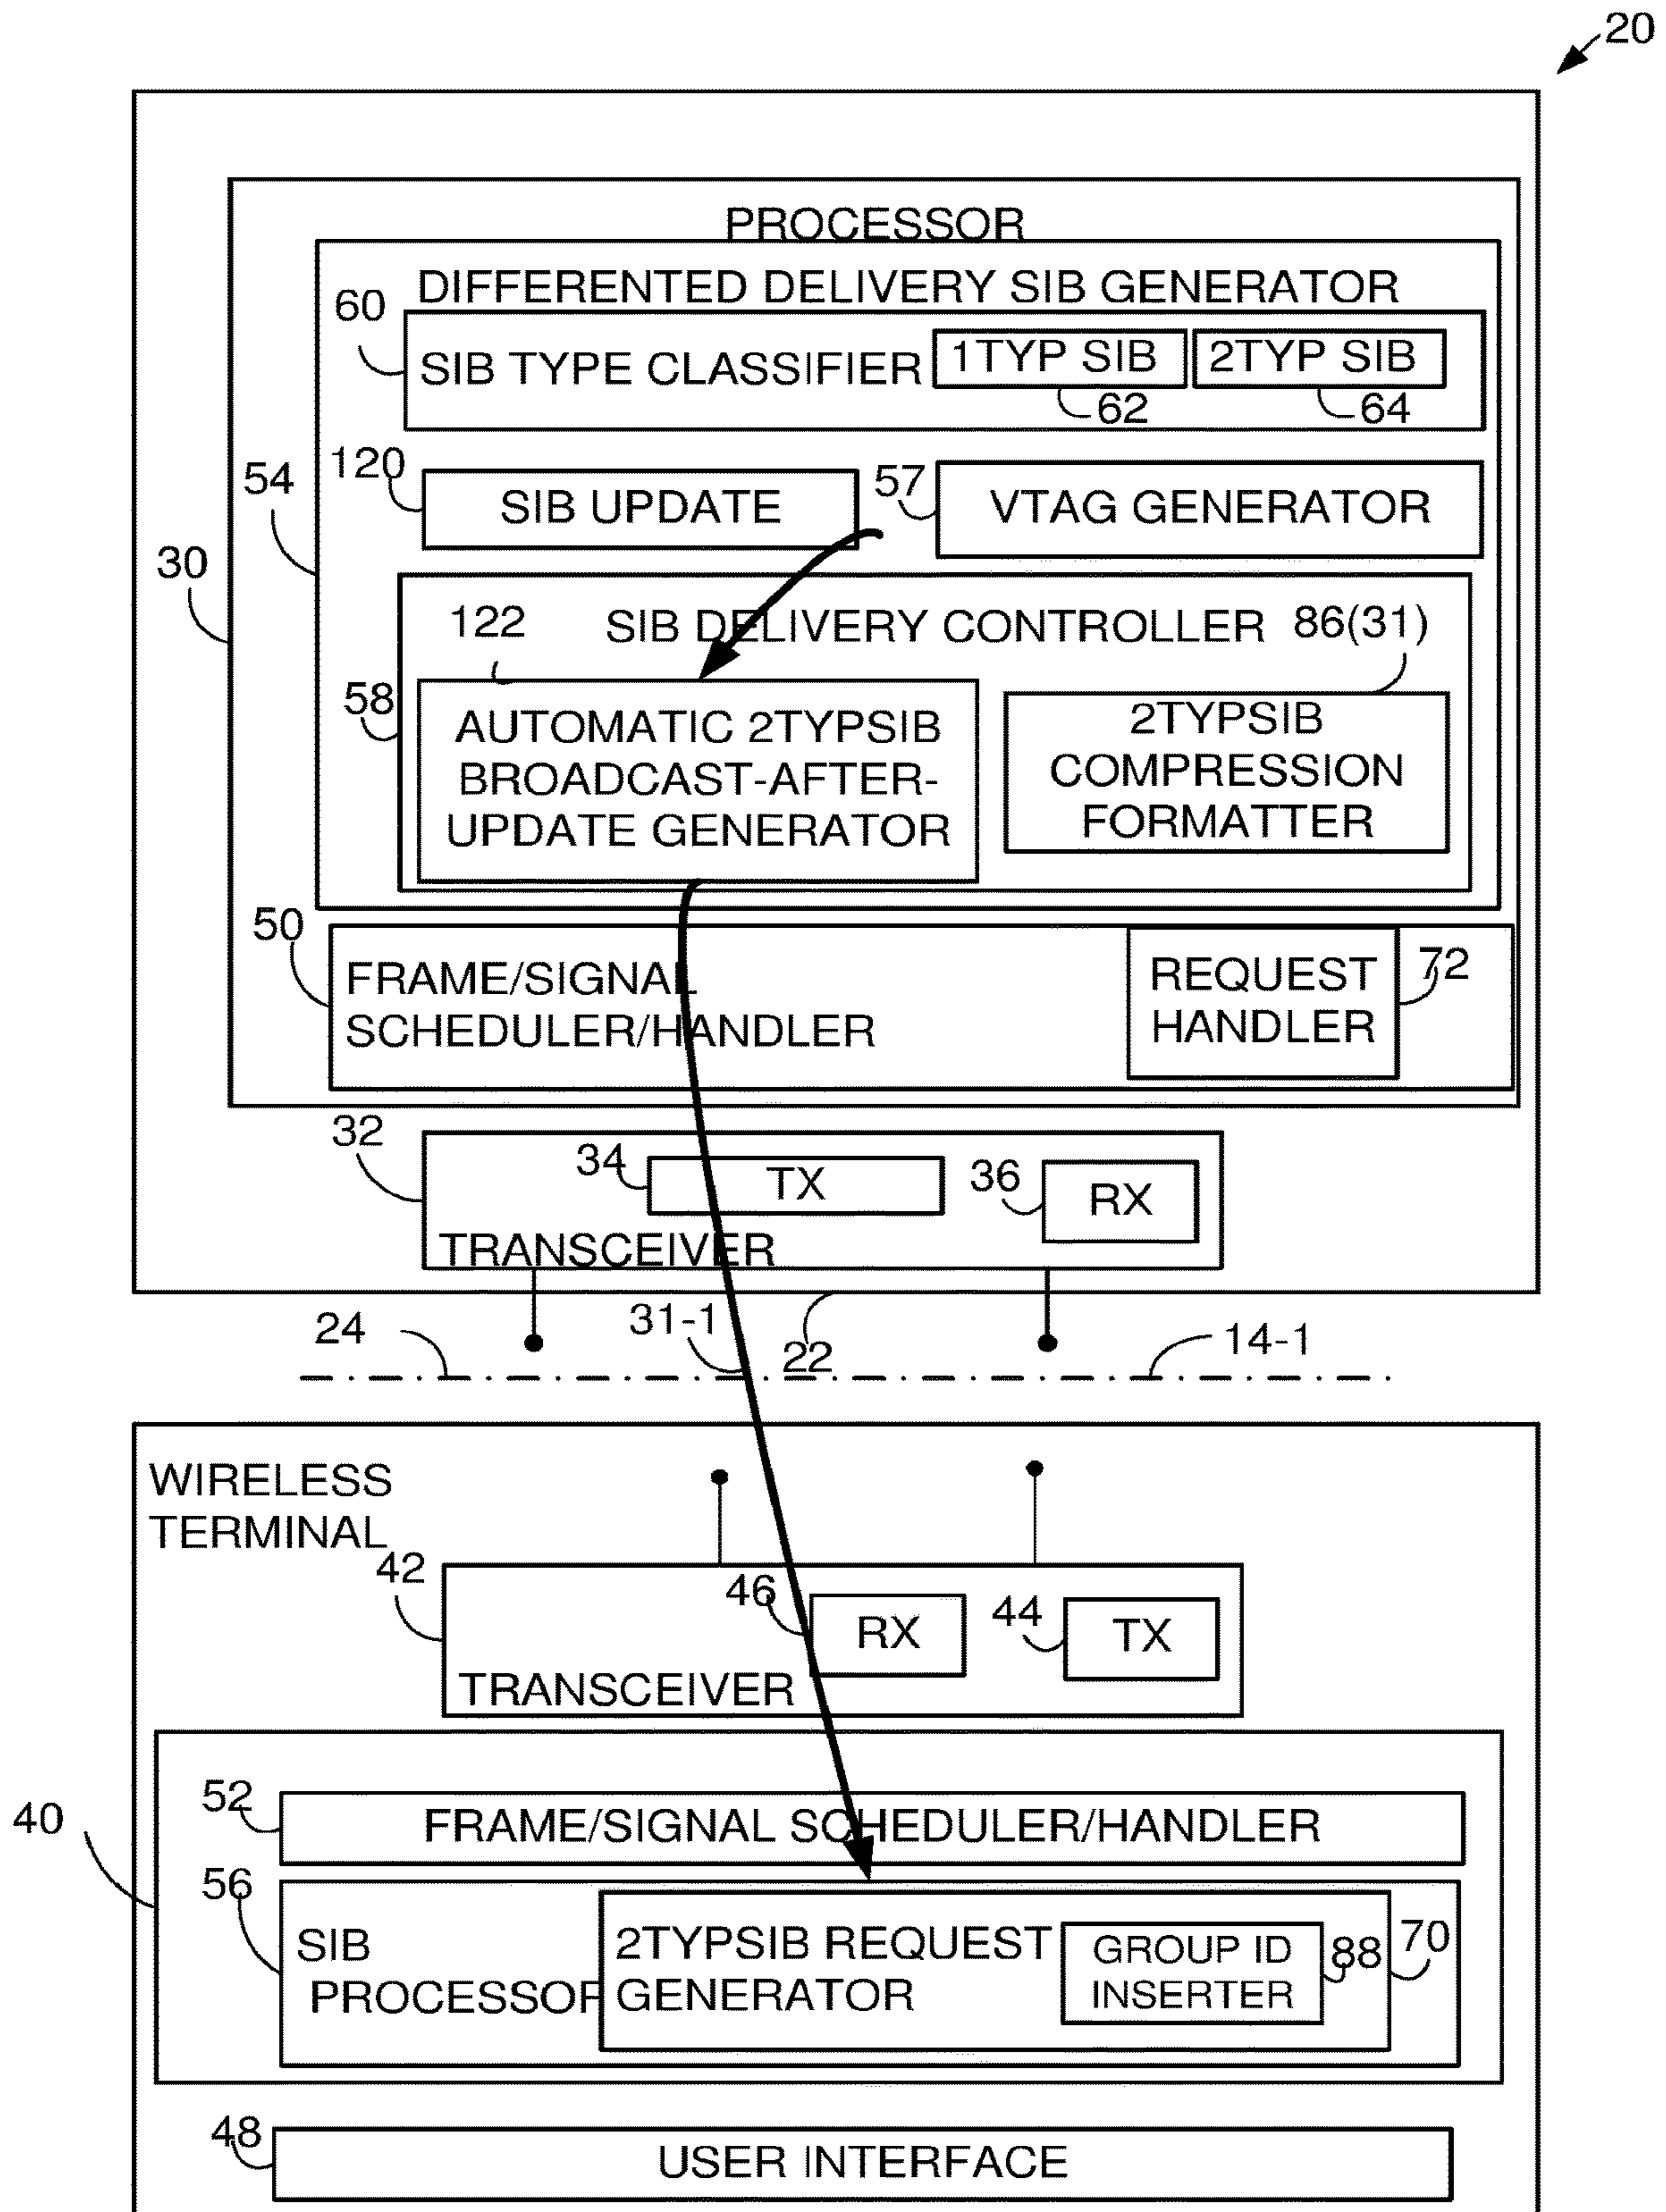 20
PROCESSOR
DIFFERENTED DELIVERY SIB GENERATOR
60
SIB TYPE CLASSIFIER
1TYP SIB
2TYP SIB
62
64
120
54
SIB UPDATE
57
VTAG GENERATOR
30
122
SIB DELIVERY CONTROLLER
86(31)
58
AUTOMATIC 2TYPSIB
BROADCAST-AFTER-
UPDATE GENERATOR
2TYPSIB
COMPRESSION
FORMATTER
50
FRAME/SIGNAL
SCHEDULER/HANDLER
REQUEST
HANDLER
72
32
34
TX
36
RX
TRANSCEIVER
24
31-1
22
14-1
WIRELESS
TERMINAL
42
46
RX
44
TX
TRANSCEIVER
52
40
FRAME/SIGNAL SCHEDULER/HANDLER
56
SIB
PROCESSOR
2TYPSIB REQUEST
GENERATOR
GROUP ID
INSERTER
88
70
48
USER INTERFACE